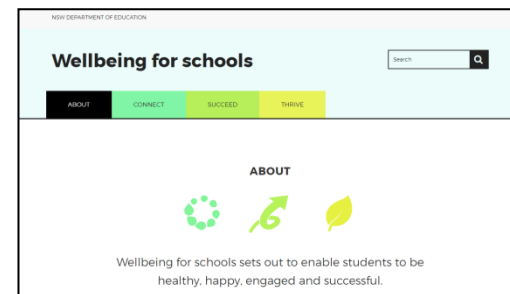 NSW DEPARTMENT OF EDUCATION
Wellbeing for schools
Search
ABOUT CONNECT SUCCEED THRIVE
ABOUT
Wellbeing for schools sets out to enable students to be
healthy, happy, engaged and successful.